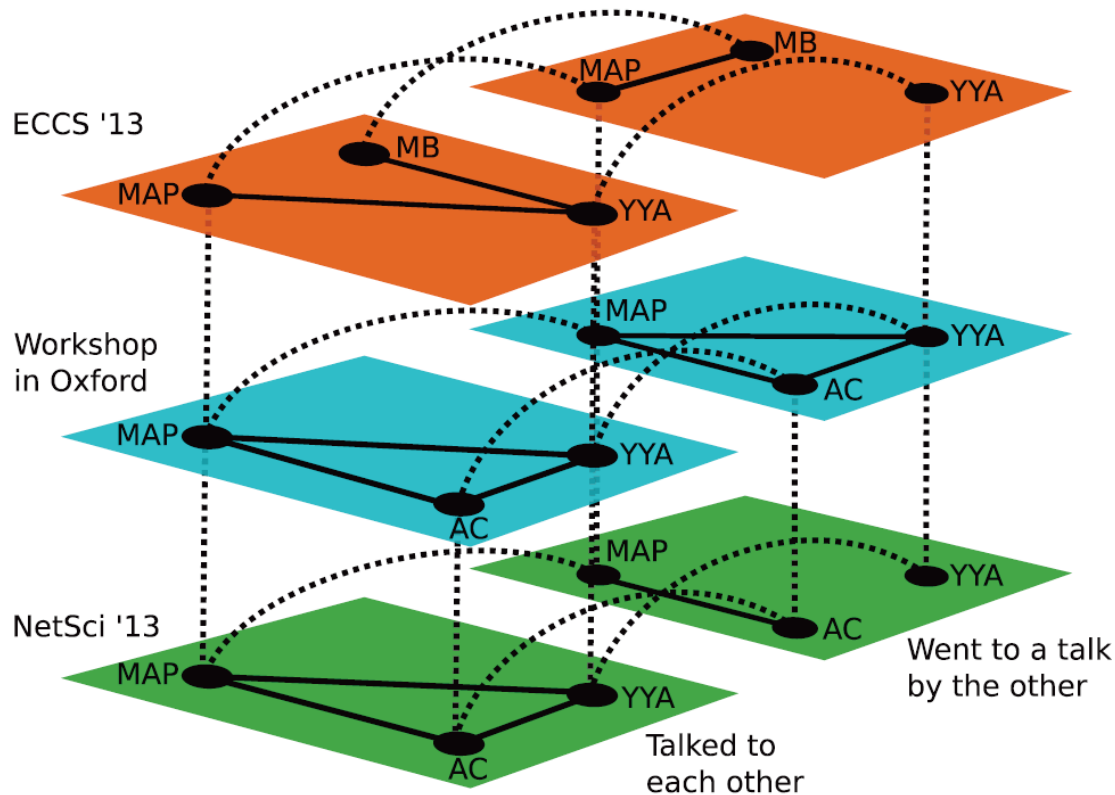 MB
MAP
YYA
ECCS '13
MB
MAP
YYA
MAP
YYA
Workshop
in Oxford
AC
MAP
YYA
AC
MAP
YYA
NetSci '13
AC
MAP
YYA
Went to a talk
by the other
AC
Talked to
each other